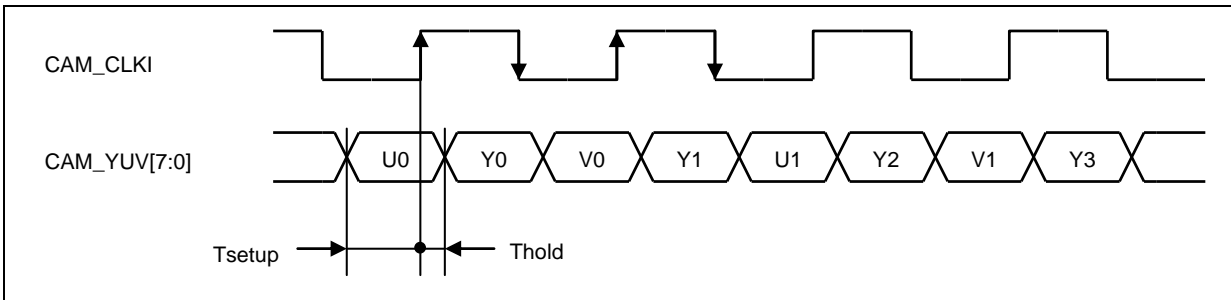 CAM_CLKI
CAM_YUV[7:0]
U0 Y0 V0 Y1 U1 Y2 V1 Y3
Tsetup Thold